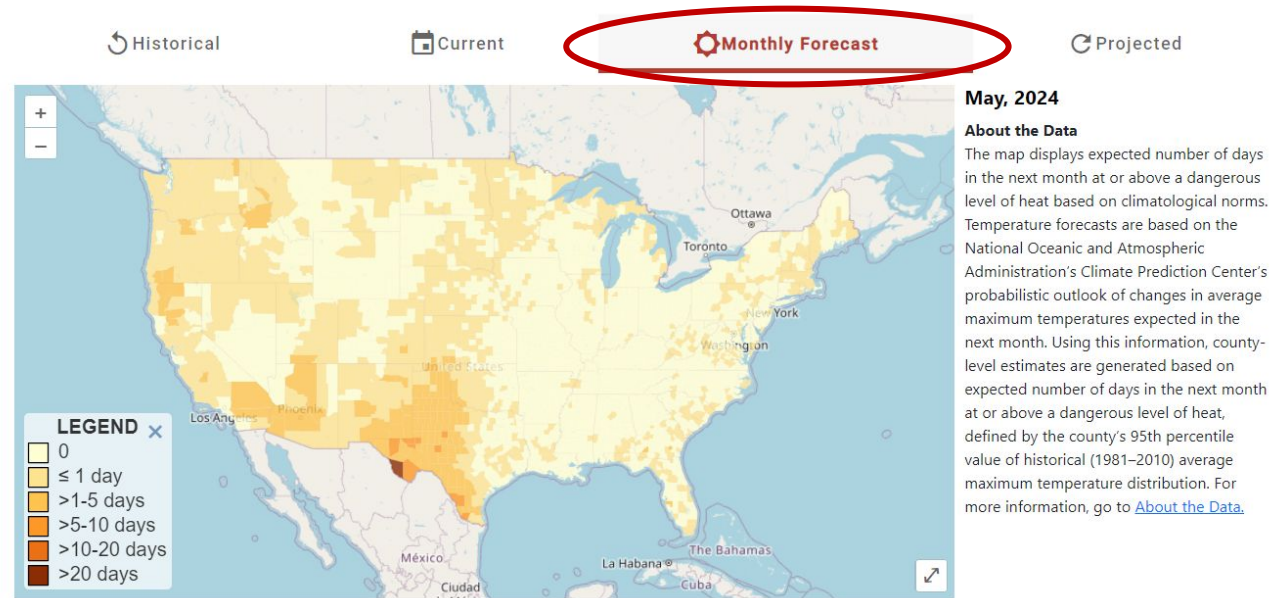 Historical
Current
Monthly Forecast
Projected
+
−
Ottawa
Toronto
New York
Washington
United States
Los Angeles
Phoenix
México
Ciudad
La Habana
The Bahamas
Cuba
LEGEND ×
0
≤ 1 day
>1-5 days
>5-10 days
>10-20 days
>20 days
May, 2024
About the Data
The map displays expected number of days
in the next month at or above a dangerous
level of heat based on climatological norms.
Temperature forecasts are based on the
National Oceanic and Atmospheric
Administration's Climate Prediction Center's
probabilistic outlook of changes in average
maximum temperatures expected in the
next month. Using this information, county-
level estimates are generated based on
expected number of days in the next month
at or above a dangerous level of heat,
defined by the county's 95th percentile
value of historical (1981–2010) average
maximum temperature distribution. For
more information, go to About the Data.